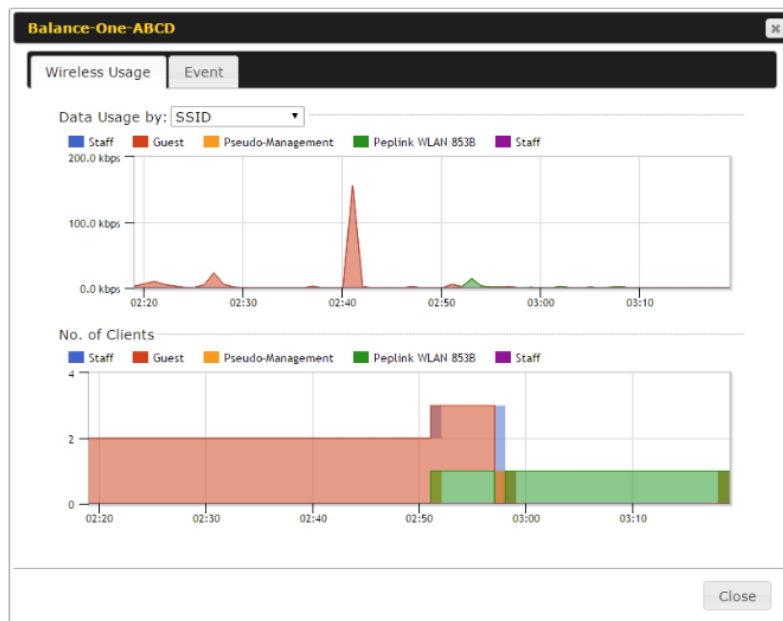 Balance-One-ABCD
Wireless Usage Event
Data Usage by: SSID
Staff Guest Pseudo-Management Peplink WLAN 853B Staff
200.0 kbps
100.0 kbps
0.0 kbps
02:20 02:30 02:40 02:50 03:00 03:10
No. of Clients
Staff Guest Pseudo-Management Peplink WLAN 853B Staff
4
2
0
02:20 02:30 02:40 02:50 03:00 03:10
Close